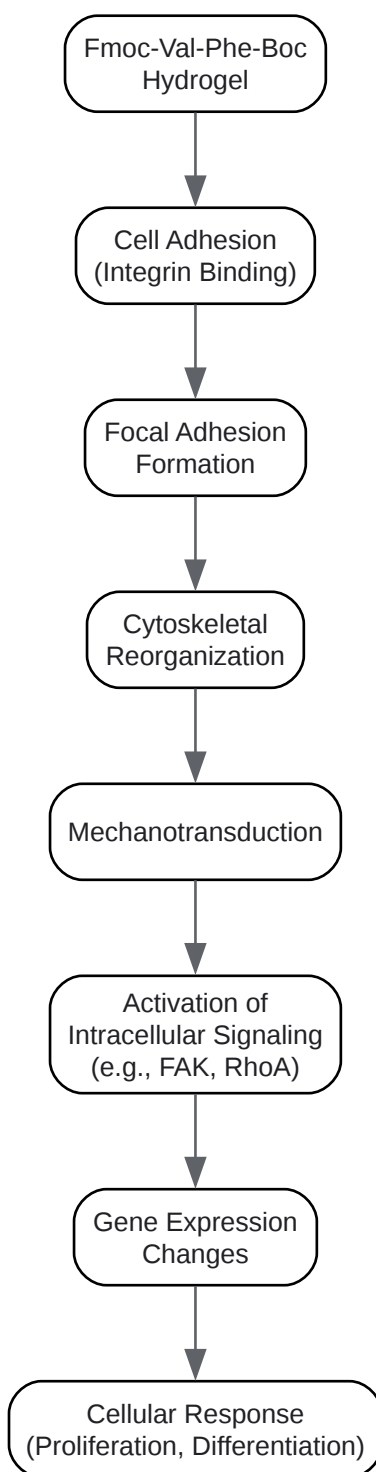 Fmoc-Val-Phe-Boc
Hydrogel
Cell Adhesion
(Integrin Binding)
Focal Adhesion
Formation
Cytoskeletal
Reorganization
Mechanotransduction
Activation of
Intracellular Signaling
(e.g., FAK, RhoA)
Gene Expression
Changes
Cellular Response
(Proliferation, Differentiation)